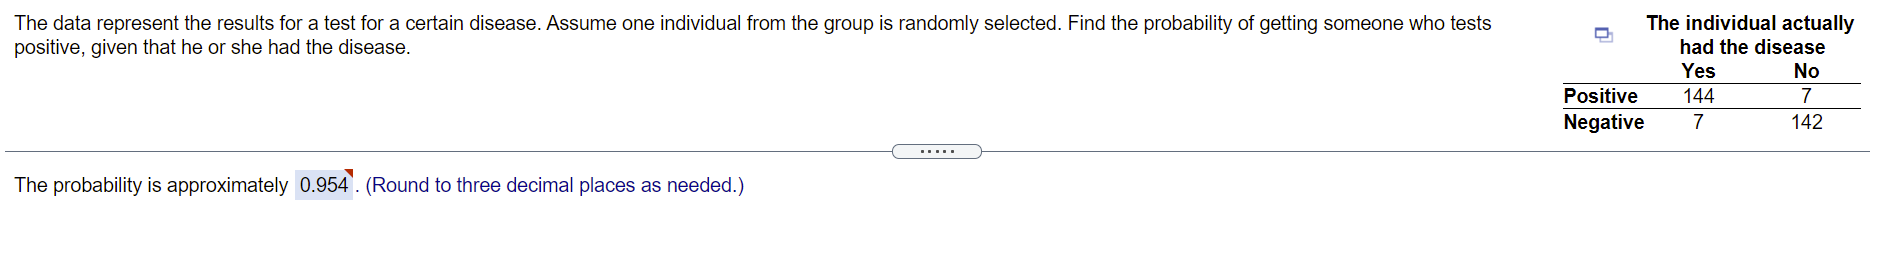 The data represent the results for a test for a certain disease. Assume one individual from the group is randomly selected. Find the probability of getting someone who tests
positive, given that he or she had the disease.
The individual actually
had the disease
Yes No
Positive 144 7
Negative 7 142
The probability is approximately 0.954. (Round to three decimal places as needed.)